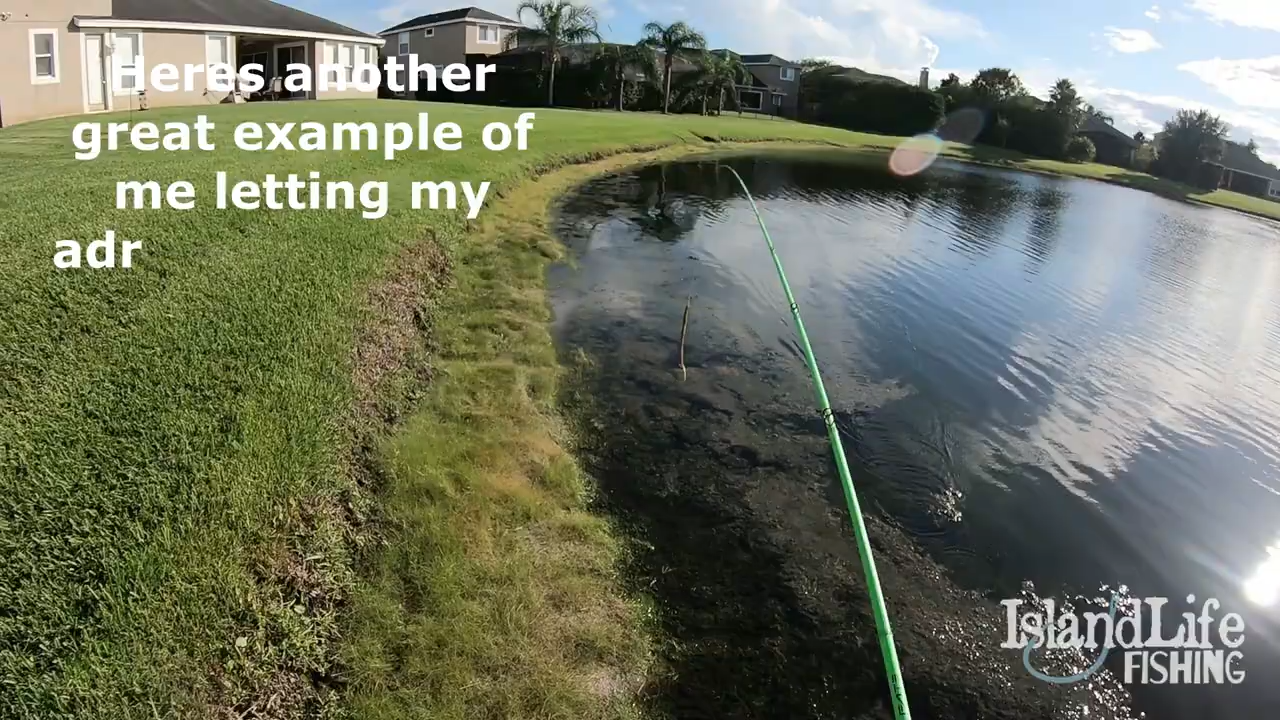 Heres another
great example of
me letting my
adr
IslandLife
FISHING